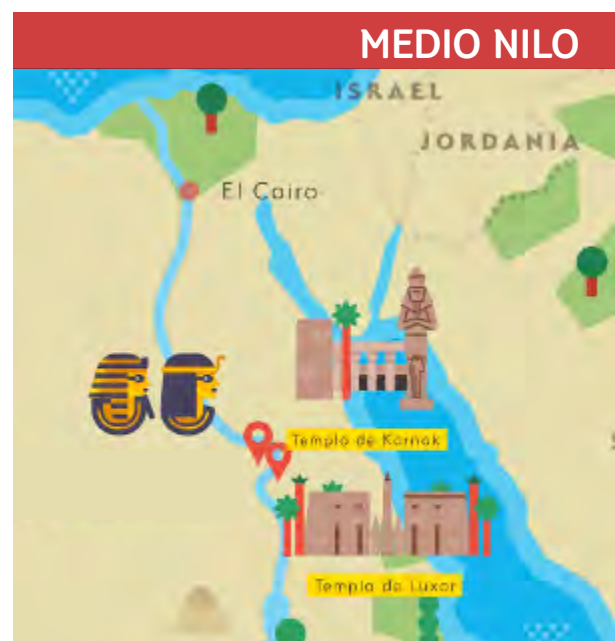 MEDIO NILO
ISRAEL
JORDANIA
El Cairo
Templo de Karnak
Templo de Luxor